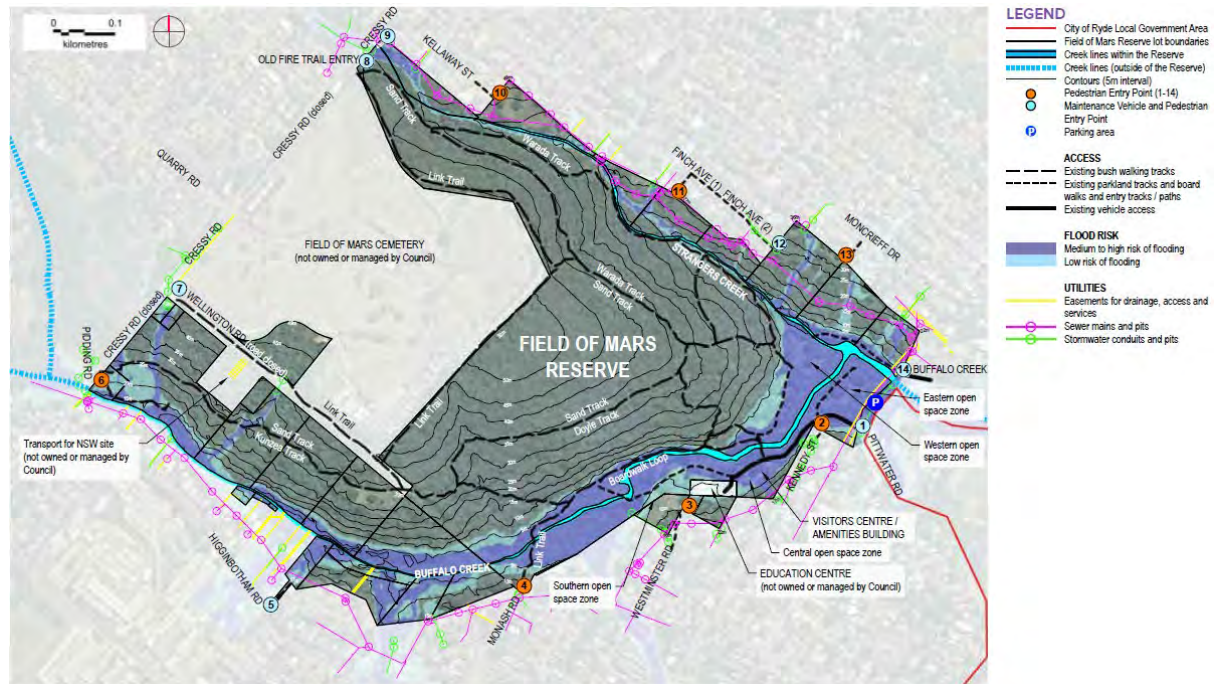 0 0.1
kilometres
CRESSY RD
9
OLD FIRE TRAIL ENTRY
8
KELLAWAY ST
10
CRESSY RD (closed)
Sand Track
Warada Track
Link Trail
QUARRY RD
FINCH AVE (1), FINCH AVE (2)
11
12
MONCRIEFF DR
13
CRESSY RD
FIELD OF MARS CEMETERY
(not owned or managed by Council)
STRANGERS CREEK
Warada Track
Sand Track
7
WELLINGTON RD (road closed)
CRESSY RD (closed)
PIDDING RD
6
FIELD OF MARS
RESERVE
Link Trail
Link Trail
14
BUFFALO CREEK
Eastern open
space zone
P
Sand Track
Doyle Track
2
1
Western open
space zone
Sand Track
Kunzea Track
Transport for NSW site
(not owned or managed by
Council)
KENNEDY ST
PITTWATER RD
Boardwalk Loop
3
VISITORS CENTRE /
AMENITIES BUILDING
Central open space zone
Link Trail
WESTMINSTER RD
EDUCATION CENTRE
(not owned or managed by Council)
HIGGINBOTHAM RD
BUFFALO CREEK
4
Southern open
space zone
5
MONASH RD
LEGEND
City of Ryde Local Government Area
Field of Mars Reserve lot boundaries
Creek lines within the Reserve
Creek lines (outside of the Reserve)
Contours (5m interval)
Pedestrian Entry Point (1-14)
Maintenance Vehicle and Pedestrian
Entry Point
P Parking area
ACCESS
Existing bush walking tracks
Existing parkland tracks and board
walks and entry tracks / paths
Existing vehicle access
FLOOD RISK
Medium to high risk of flooding
Low risk of flooding
UTILITIES
Easements for drainage, access and
services
Sewer mains and pits
Stormwater conduits and pits